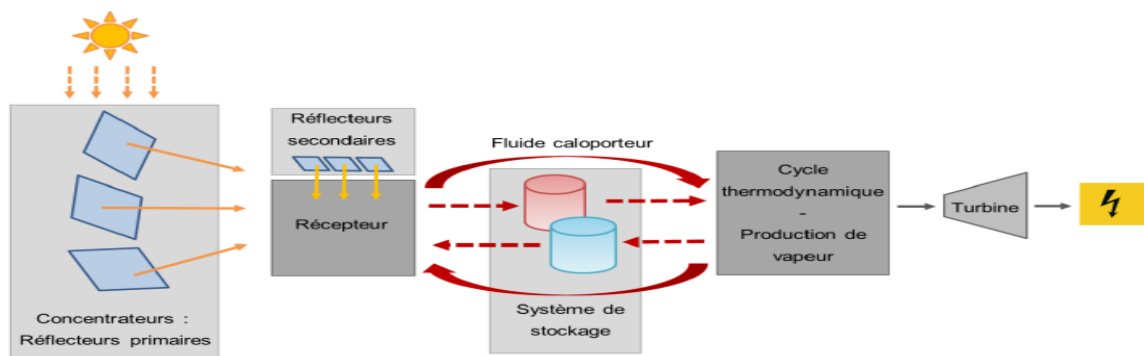 Concentrateurs :
Réflecteurs primaires
Réflecteurs
secondaires
Récepteur
Fluide caloporteur
Système de
stockage
Cycle
thermodynamique
-
Production de
vapeur
Turbine